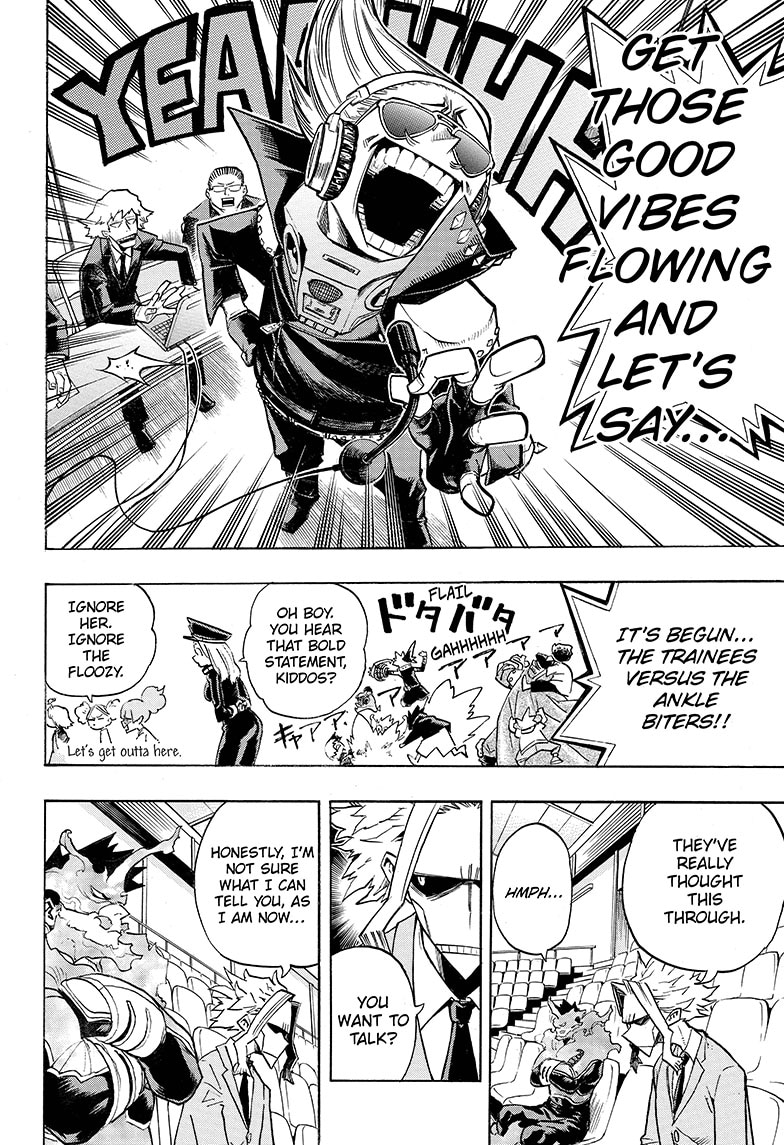 GET
THOSE
GOOD
VIBES
FLOWING
AND
LET'S
SAY...
YEAHHHH
IT'S BEGUN...
THE TRAINEES
VERSUS THE
ANKLE
BITERS!!
FLAIL
ドタバタ
GAHHHHHH
アアアア
キャアアア
OH BOY.
YOU HEAR
THAT BOLD
STATEMENT,
KIDDOS?
IGNORE
HER.
IGNORE
THE
FLOOZY.
Let's get outta here.
THEY'VE
REALLY
THOUGHT
THIS
THROUGH.
HMPH...
YOU
WANT TO
TALK?
HONESTLY, I'M
NOT SURE
WHAT I CAN
TELL YOU, AS
I AM NOW...